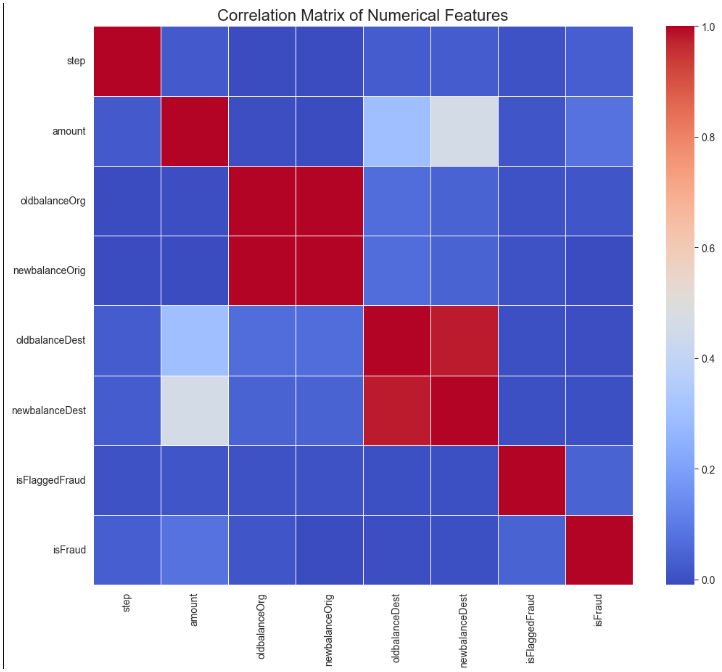 Correlation Matrix of Numerical Features
step
amount
oldbalanceOrg
newbalanceOrig
oldbalanceDest
newbalanceDest
isFlaggedFraud
isFraud
step
amount
oldbalanceOrg
newbalanceOrig
oldbalanceDest
newbalanceDest
isFlaggedFraud
isFraud
1.0
0.8
0.6
0.4
0.2
0.0